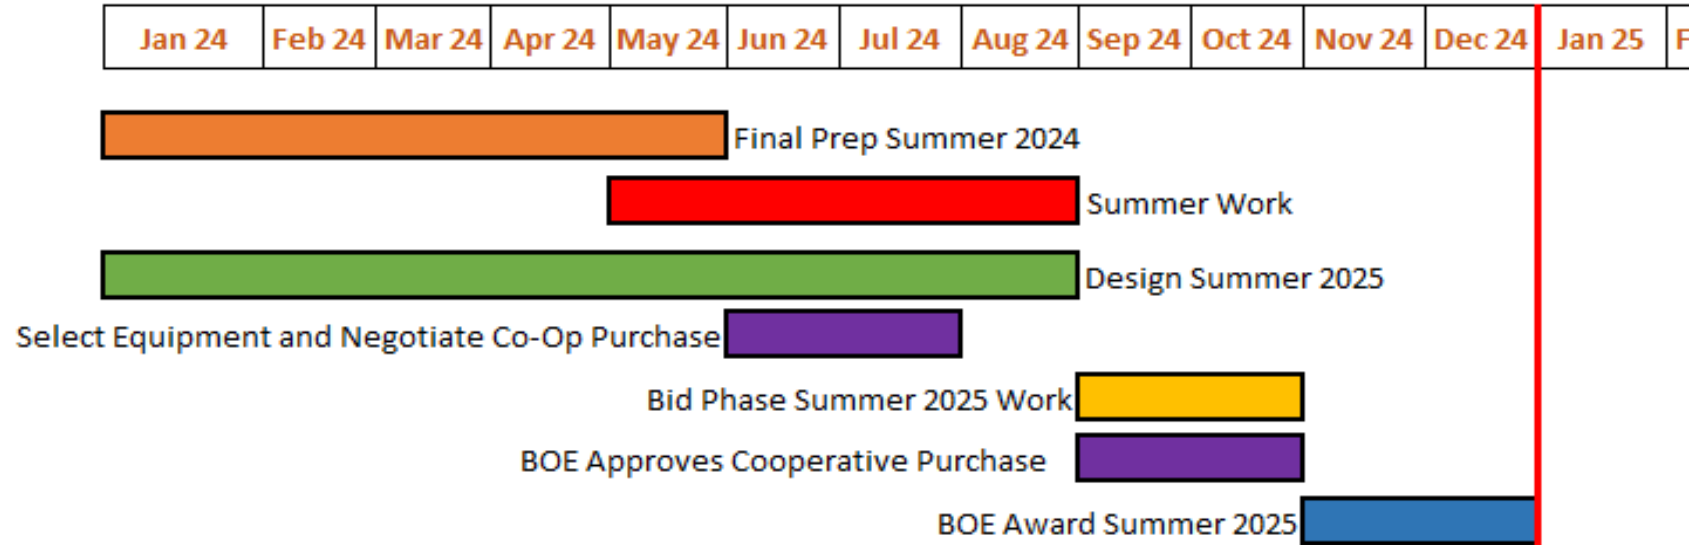 Jan 24 Feb 24 Mar 24 Apr 24 May 24 Jun 24 Jul 24 Aug 24 Sep 24 Oct 24 Nov 24 Dec 24 Jan 25
Final Prep Summer 2024
Summer Work
Design Summer 2025
Select Equipment and Negotiate Co-Op Purchase
Bid Phase Summer 2025 Work
BOE Approves Cooperative Purchase
BOE Award Summer 2025